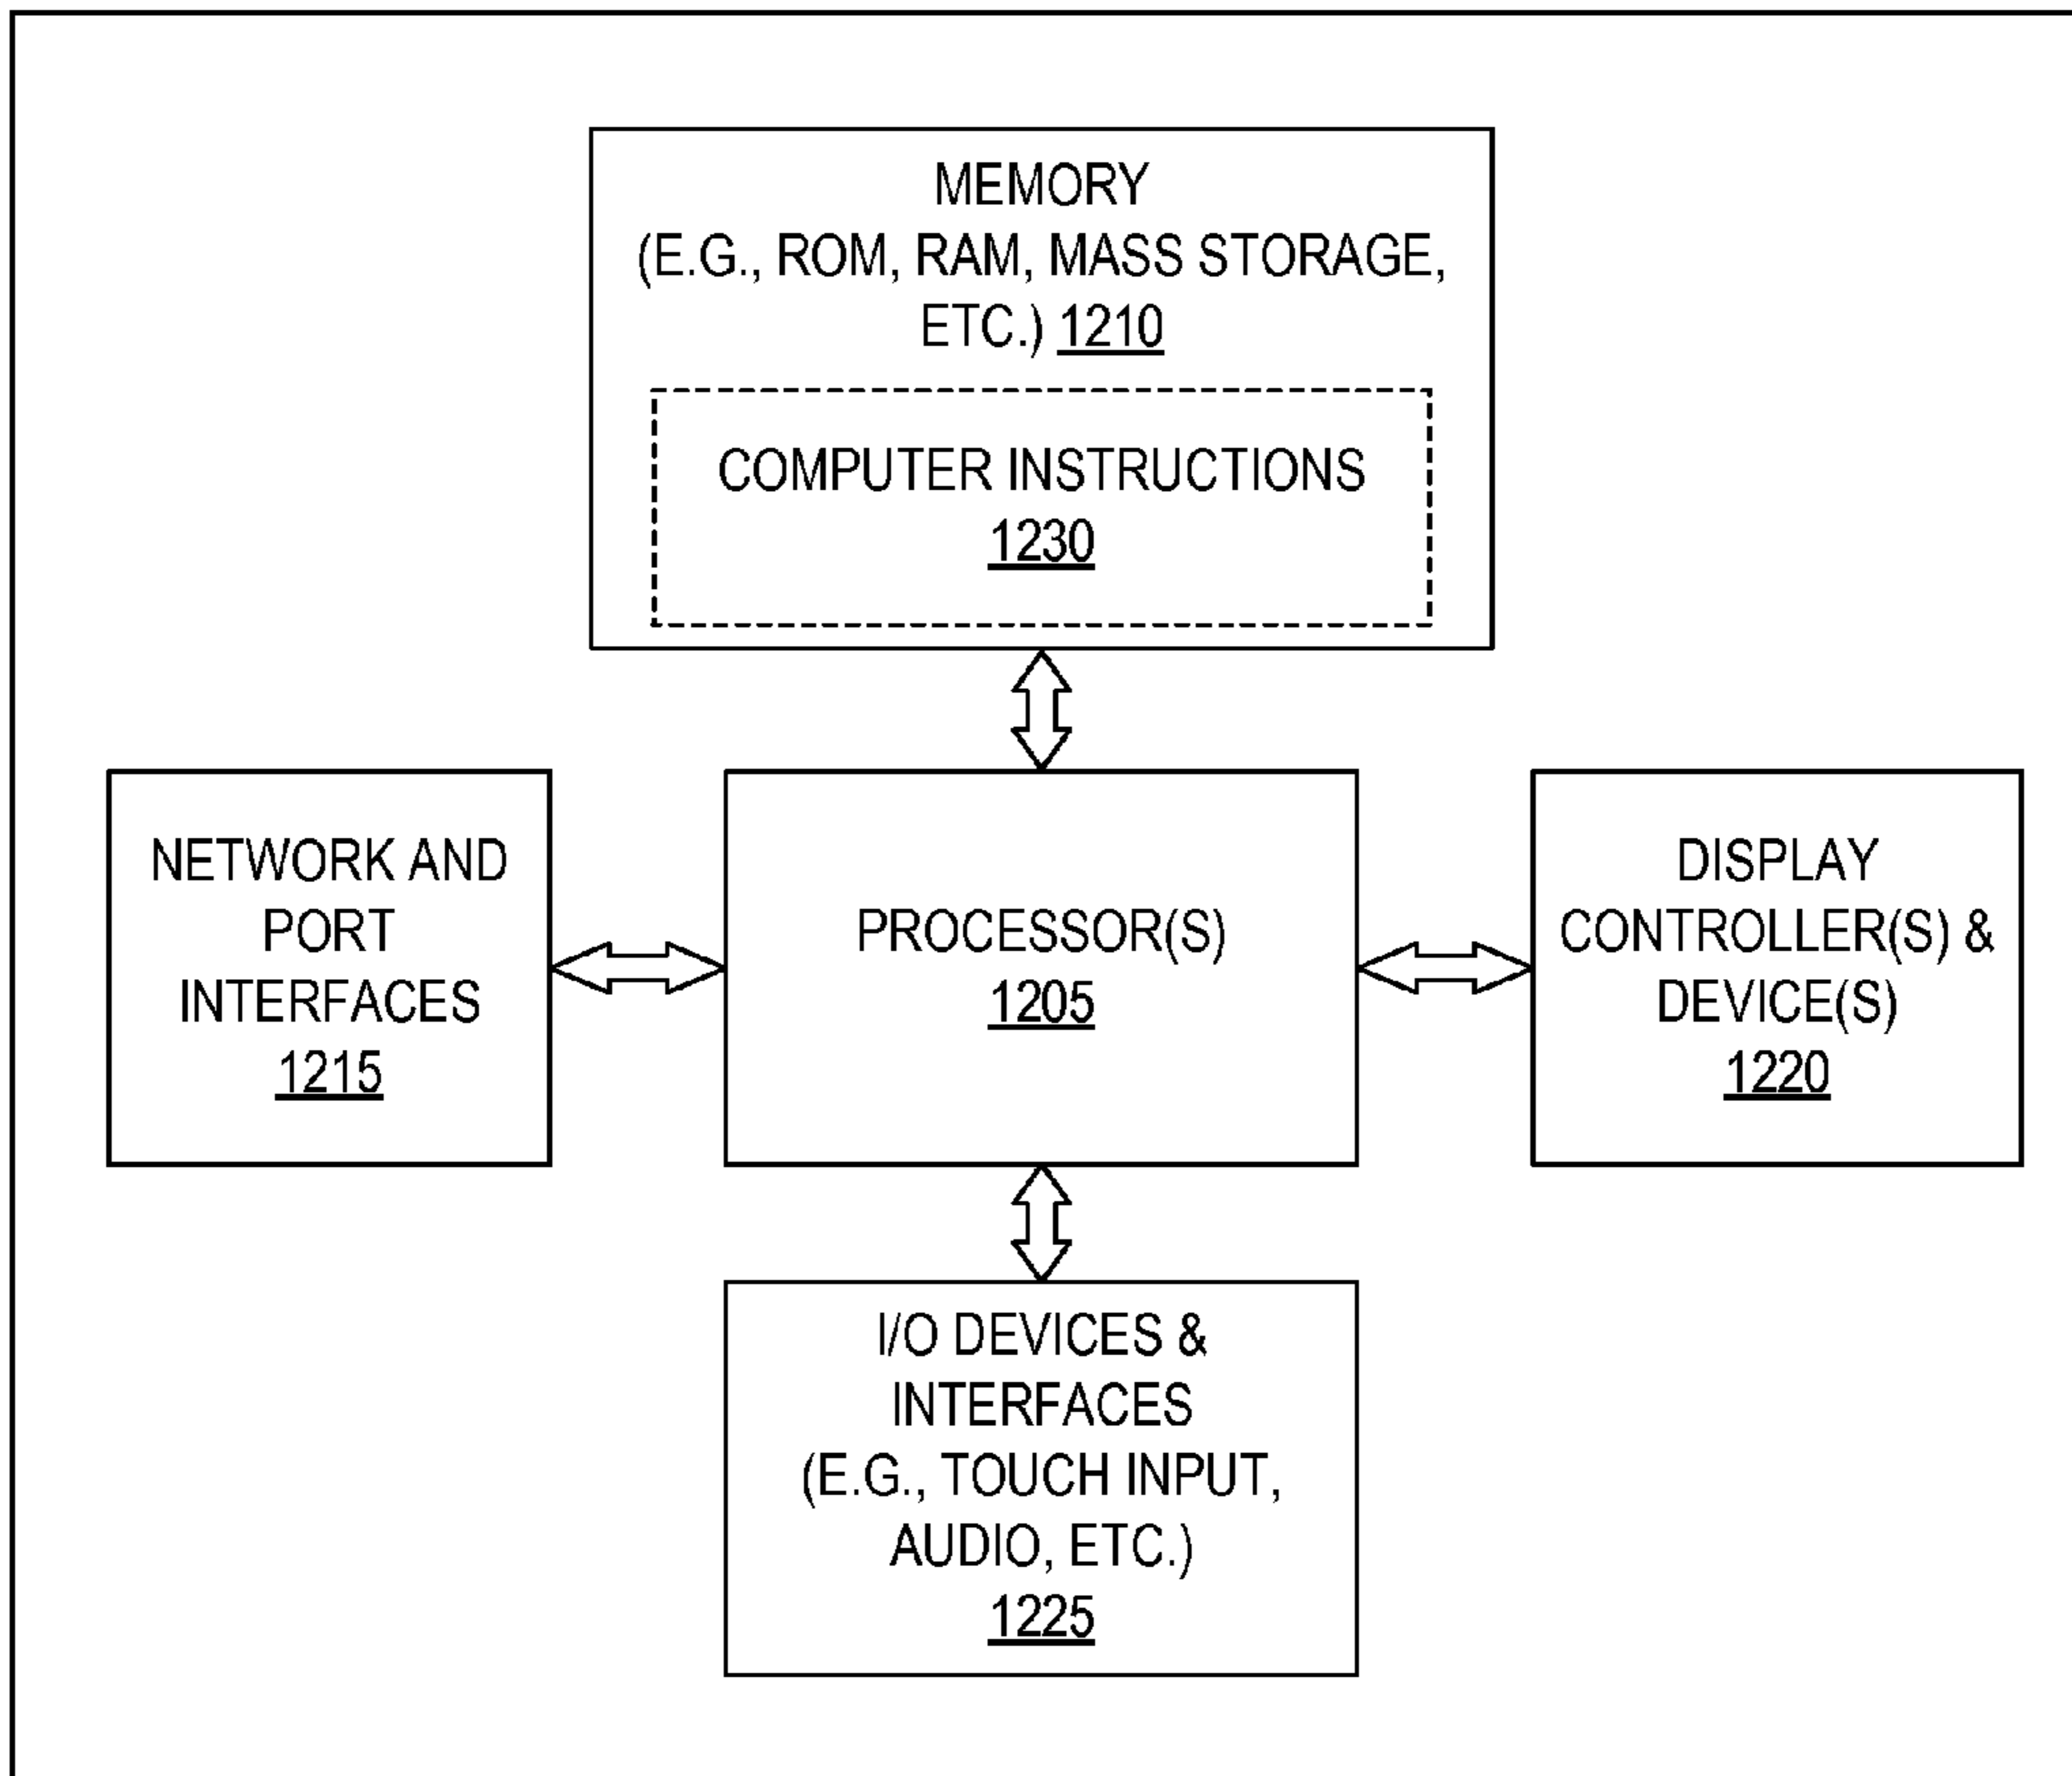 MEMORY
(E.G., ROM, RAM, MASS STORAGE,
ETC.) 1210
COMPUTER INSTRUCTIONS
1230
NETWORK AND
PORT
INTERFACES
1215
PROCESSOR(S)
1205
DISPLAY
CONTROLLER(S) &
DEVICE(S)
1220
I/O DEVICES &
INTERFACES
(E.G., TOUCH INPUT,
AUDIO, ETC.)
1225